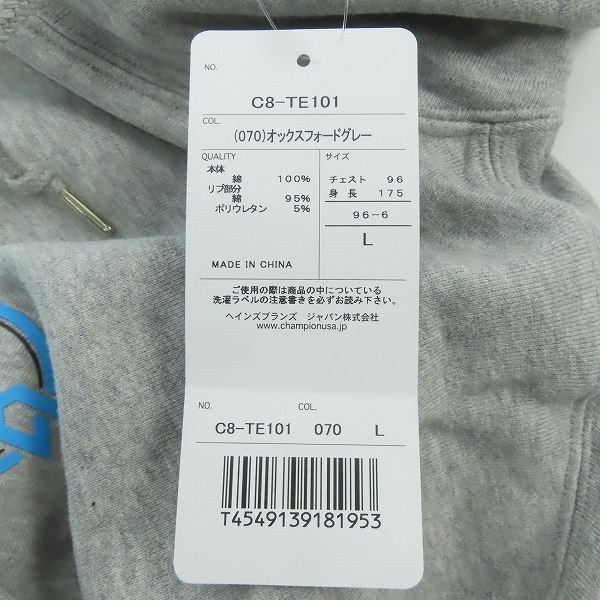 NO.
C8-TE101
COL.
(070)オックスフォードグレー
QUALITY
本体
綿 100%
リブ部分
綿 95%
ポリウレタン 5%
MADE IN CHINA
サイズ
チェスト 96
身長 175
96-6
L
ご使用の際は商品の中についている
洗濯ラベルの注意書きを必ずお読み下さい。
ヘインズブランズ ジャパン株式会社
www.championusa.jp
NO. COL.
C8-TE101 070 L
T4549139181953